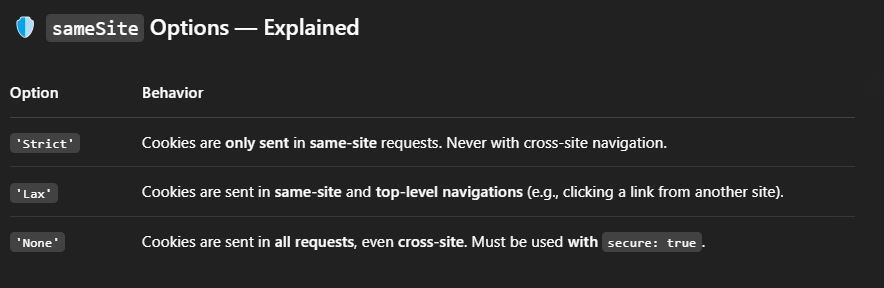 sameSite Options — Explained
Option Behavior
'Strict' Cookies are only sent in same-site requests. Never with cross-site navigation.
'Lax' Cookies are sent in same-site and top-level navigations (e.g., clicking a link from another site).
'None' Cookies are sent in all requests, even cross-site. Must be used with secure: true.